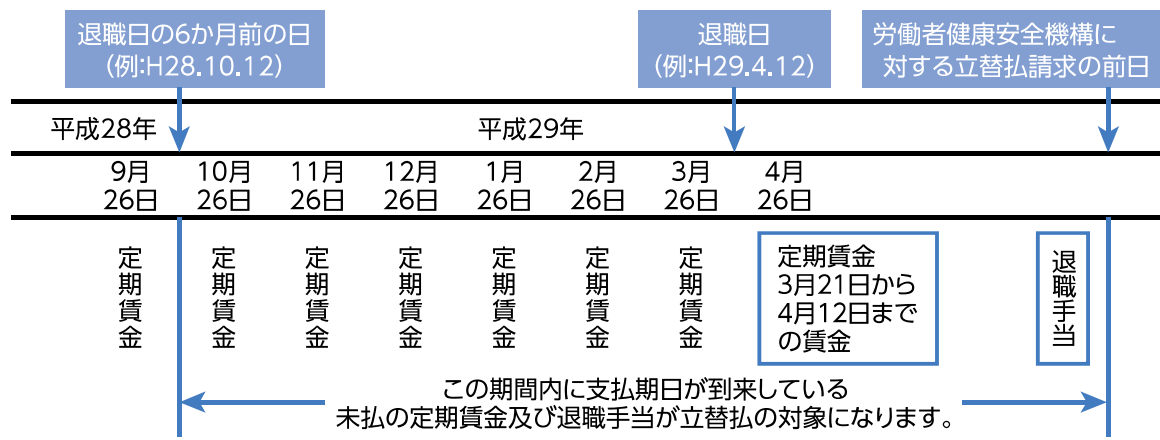 退職日の6か月前の日
（例:H28.10.12）
退職日
（例:H29.4.12）
労働者健康安全機構に
対する立替払請求の前日
平成28年
平成29年
9月
26日
10月
26日
11月
26日
12月
26日
1月
26日
2月
26日
3月
26日
4月
26日
定期賃金
定期賃金
定期賃金
定期賃金
定期賃金
定期賃金
定期賃金
定期賃金
3月21日から
4月12日まで
の賃金
退職手当
この期間内に支払期日が到来している
未払の定期賃金及び退職手当が立替払の対象になります。